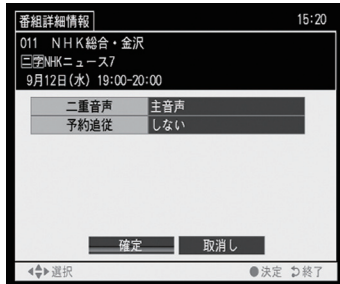 番組詳細情報 15:20
011 NHK総合・金沢
二字NHKニュース7
9月12日(水) 19:00-20:00
二重音声 主音声
予約追従 しない
確定 取消し
選択 ●決定 終了